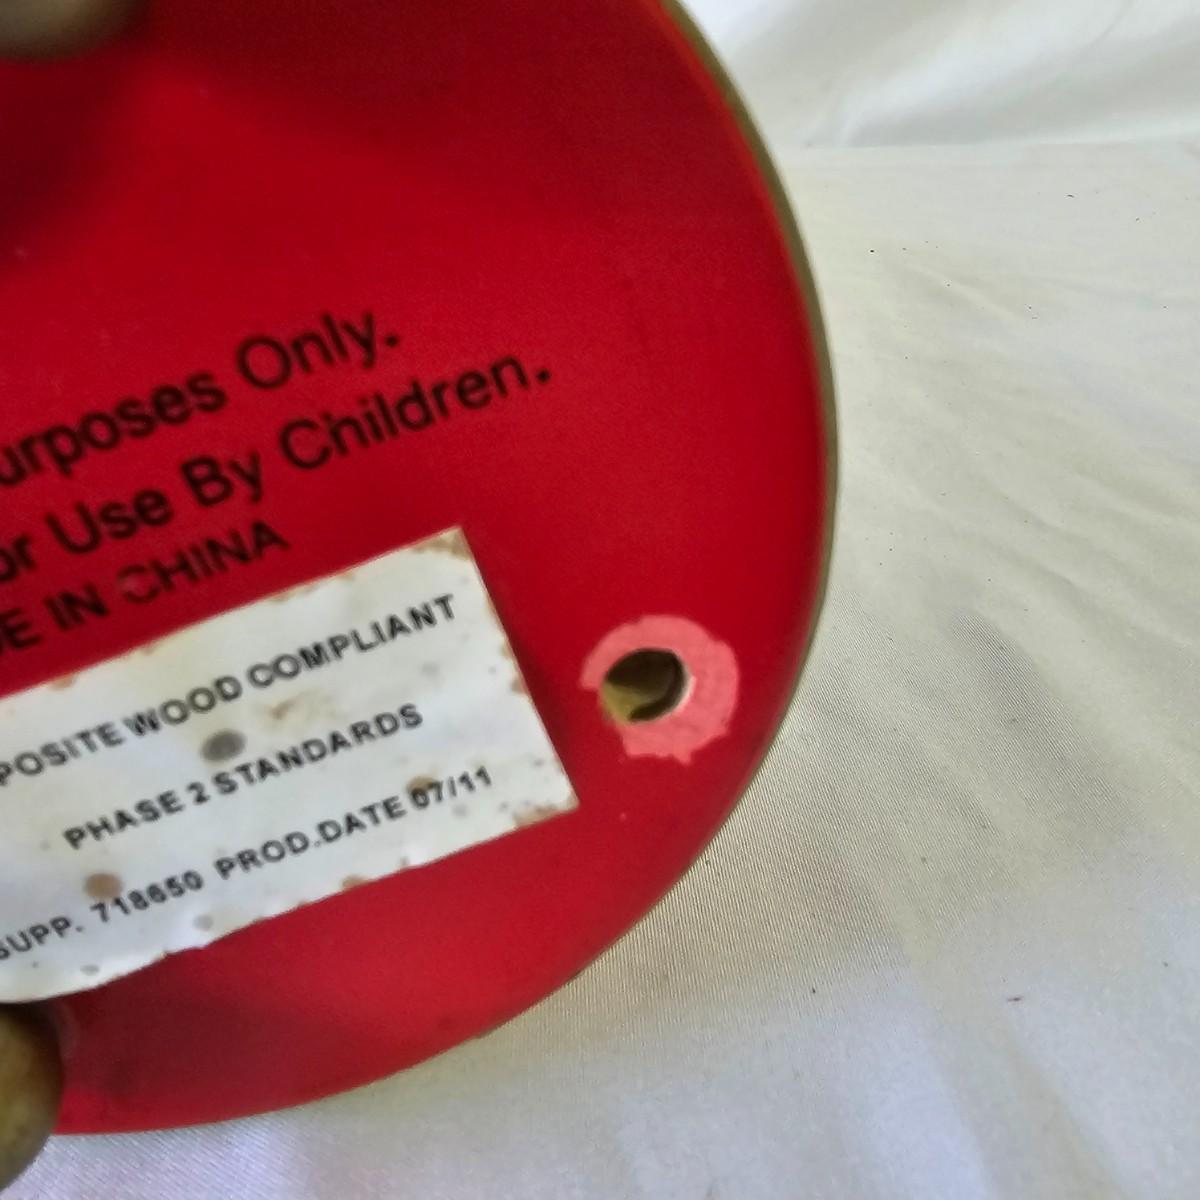 urposes Only.
or Use By Children.
DE IN CHINA
POSITE WOOD COMPLIANT
PHASE 2 STANDARDS
SUPP. 718650 PROD.DATE 07/11